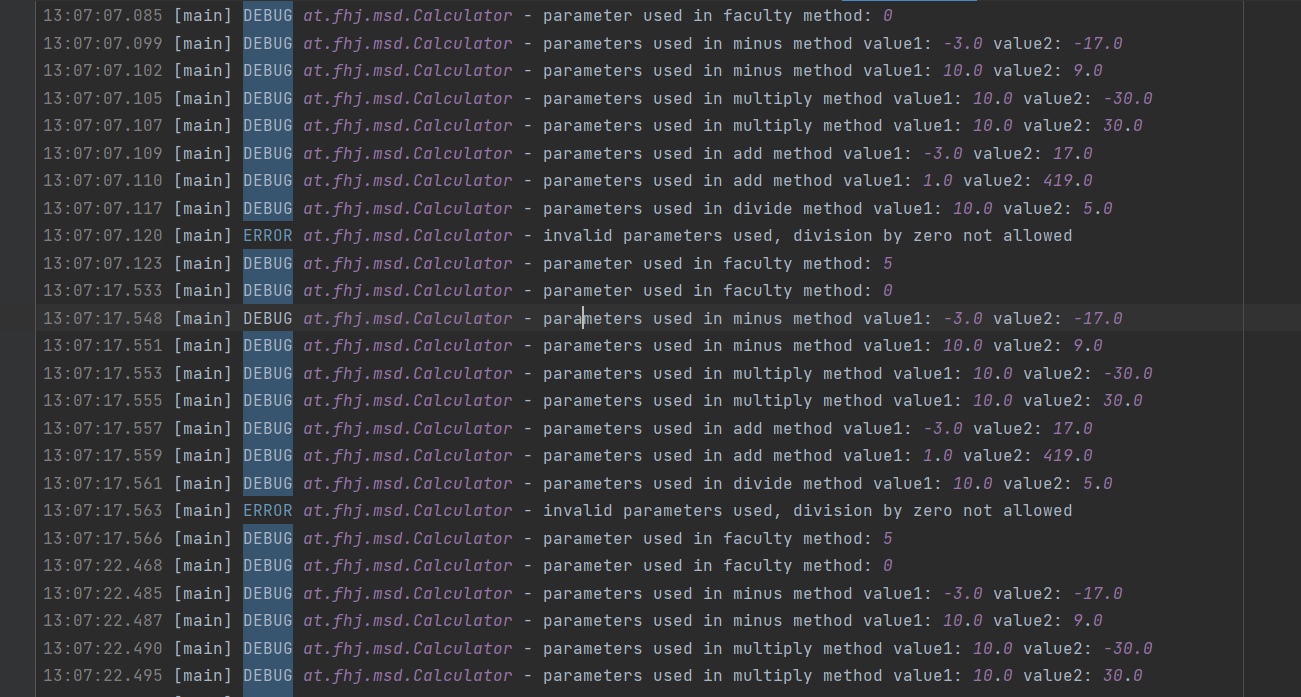 13:07:07.085 [main] DEBUG at.fhj.msd.Calculator - parameter used in faculty method: 0
13:07:07.099 [main] DEBUG at.fhj.msd.Calculator - parameters used in minus method value1: -3.0 value2: -17.0
13:07:07.102 [main] DEBUG at.fhj.msd.Calculator - parameters used in minus method value1: 10.0 value2: 9.0
13:07:07.105 [main] DEBUG at.fhj.msd.Calculator - parameters used in multiply method value1: 10.0 value2: -30.0
13:07:07.107 [main] DEBUG at.fhj.msd.Calculator - parameters used in multiply method value1: 10.0 value2: 30.0
13:07:07.109 [main] DEBUG at.fhj.msd.Calculator - parameters used in add method value1: -3.0 value2: 17.0
13:07:07.110 [main] DEBUG at.fhj.msd.Calculator - parameters used in add method value1: 1.0 value2: 419.0
13:07:07.117 [main] DEBUG at.fhj.msd.Calculator - parameters used in divide method value1: 10.0 value2: 5.0
13:07:07.120 [main] ERROR at.fhj.msd.Calculator - invalid parameters used, division by zero not allowed
13:07:07.123 [main] DEBUG at.fhj.msd.Calculator - parameter used in faculty method: 5
13:07:17.533 [main] DEBUG at.fhj.msd.Calculator - parameter used in faculty method: 0
13:07:17.548 [main] DEBUG at.fhj.msd.Calculator - parameters used in minus method value1: -3.0 value2: -17.0
13:07:17.551 [main] DEBUG at.fhj.msd.Calculator - parameters used in minus method value1: 10.0 value2: 9.0
13:07:17.553 [main] DEBUG at.fhj.msd.Calculator - parameters used in multiply method value1: 10.0 value2: -30.0
13:07:17.555 [main] DEBUG at.fhj.msd.Calculator - parameters used in multiply method value1: 10.0 value2: 30.0
13:07:17.557 [main] DEBUG at.fhj.msd.Calculator - parameters used in add method value1: -3.0 value2: 17.0
13:07:17.559 [main] DEBUG at.fhj.msd.Calculator - parameters used in add method value1: 1.0 value2: 419.0
13:07:17.561 [main] DEBUG at.fhj.msd.Calculator - parameters used in divide method value1: 10.0 value2: 5.0
13:07:17.563 [main] ERROR at.fhj.msd.Calculator - invalid parameters used, division by zero not allowed
13:07:17.566 [main] DEBUG at.fhj.msd.Calculator - parameter used in faculty method: 5
13:07:22.468 [main] DEBUG at.fhj.msd.Calculator - parameter used in faculty method: 0
13:07:22.485 [main] DEBUG at.fhj.msd.Calculator - parameters used in minus method value1: -3.0 value2: -17.0
13:07:22.487 [main] DEBUG at.fhj.msd.Calculator - parameters used in minus method value1: 10.0 value2: 9.0
13:07:22.490 [main] DEBUG at.fhj.msd.Calculator - parameters used in multiply method value1: 10.0 value2: -30.0
13:07:22.495 [main] DEBUG at.fhj.msd.Calculator - parameters used in multiply method value1: 10.0 value2: 30.0